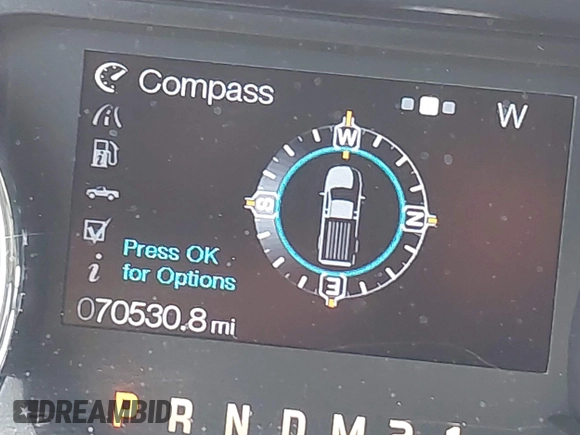 Compass
W
W
S
N
E
Press OK
for Options
i
070530.8 mi
P R N D M 2 1
DREAMBID